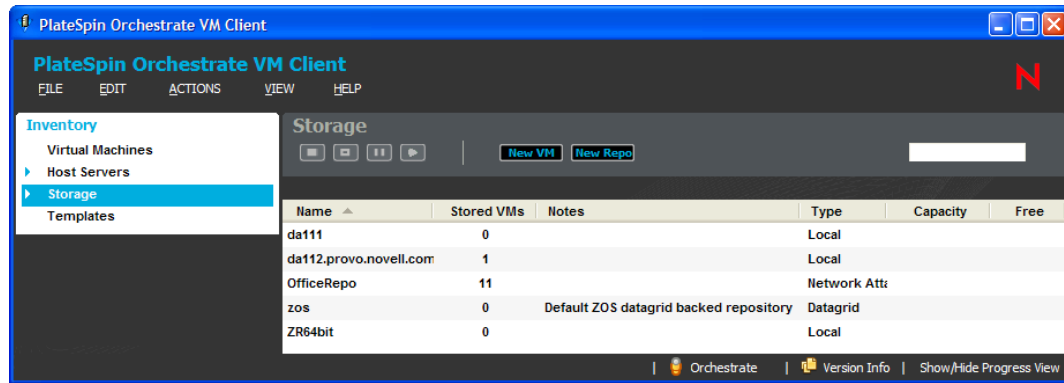 PlateSpin Orchestrate VM Client
PlateSpin Orchestrate VM Client
FILE EDIT ACTIONS VIEW HELP
N
Inventory
Virtual Machines
Host Servers
Storage
Templates
Storage
New VM New Repo
Name Stored VMs Notes Type Capacity Free
da111 0 Local
da112.provo.novell.com 1 Local
OfficeRepo 11 Network Atta
zos 0 Default ZOS datagrid backed repository Datagrid
ZR64bit 0 Local
| Orchestrate | Version Info | Show/Hide Progress View